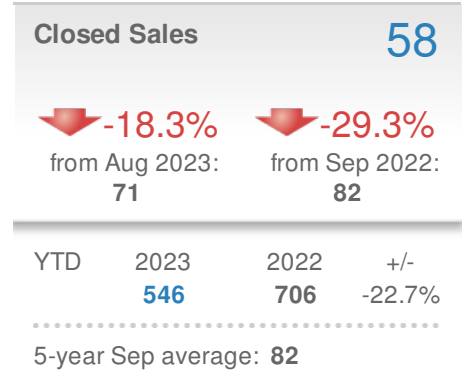 Closed Sales 58
-18.3% -29.3%
from Aug 2023: from Sep 2022:
71 82
YTD 2023 2022 +/-
546 706 -22.7%
5-year Sep average: 82